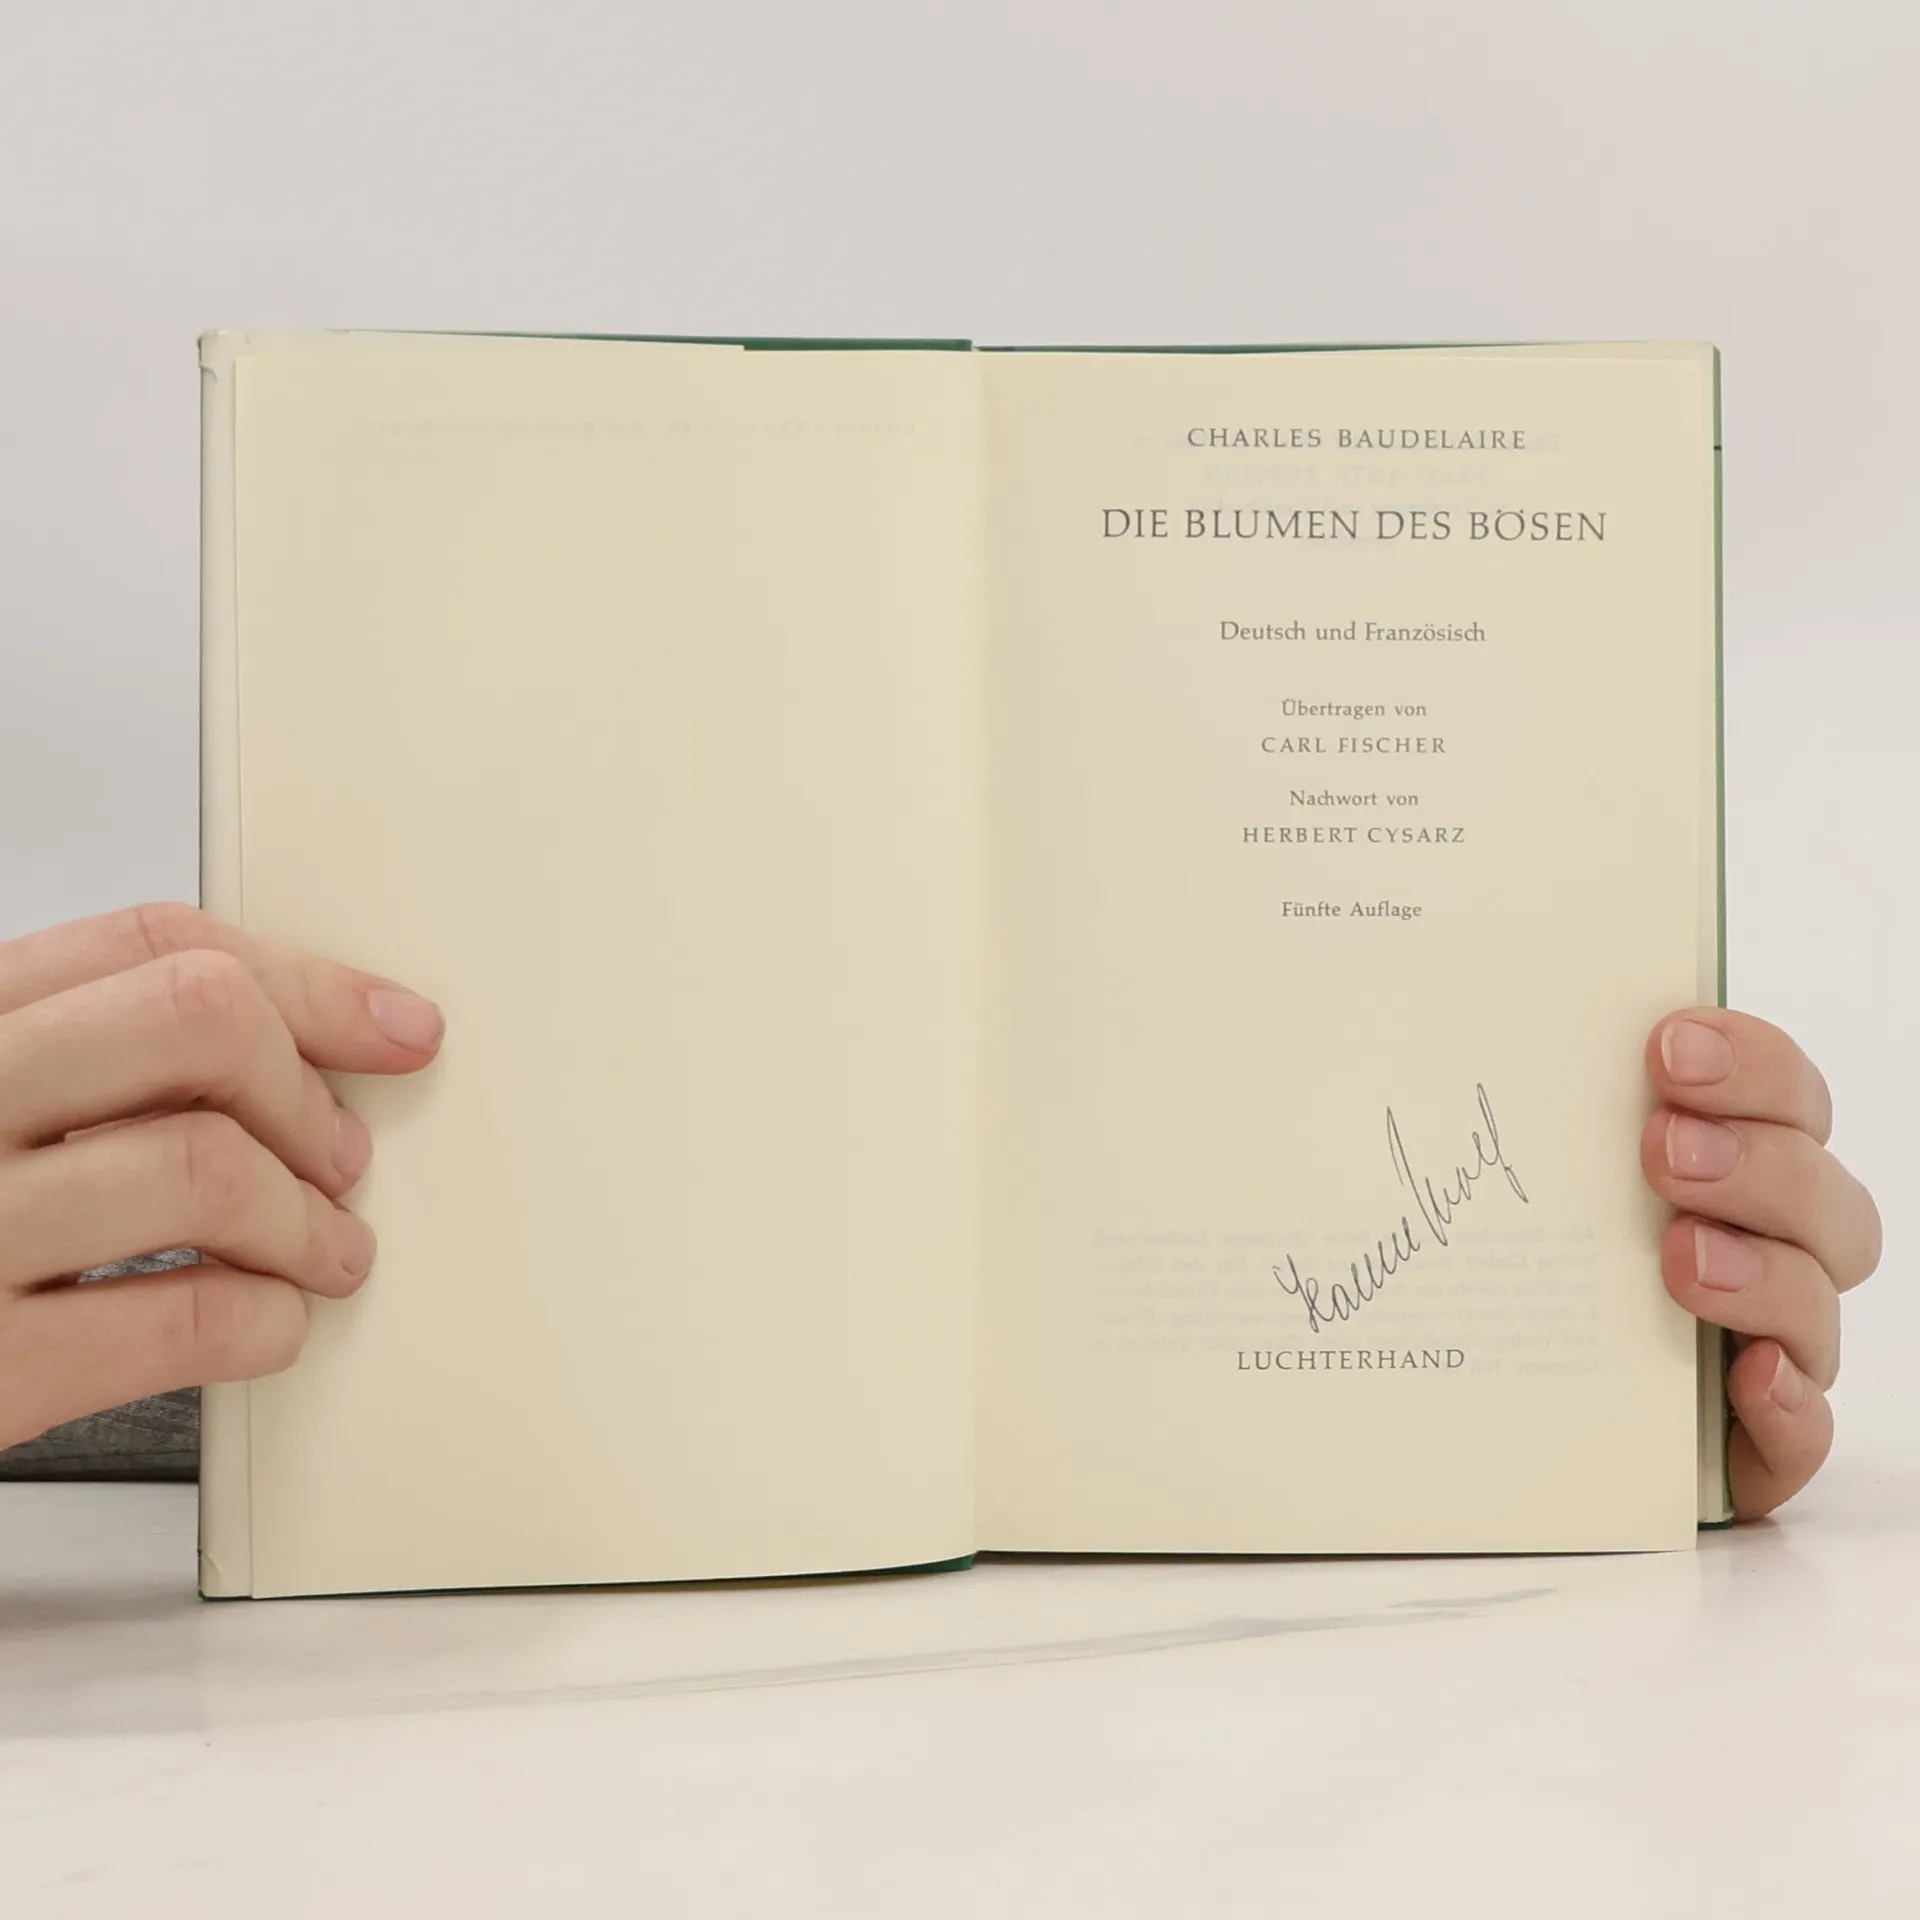 CHARLES BAUDELAIRE
DIE BLUMEN DES BÖSEN
Deutsch und Französisch
Übertragen von
CARL FISCHER
Nachwort von
HERBERT CYSARZ
Fünfte Auflage
LUCHTERHAND